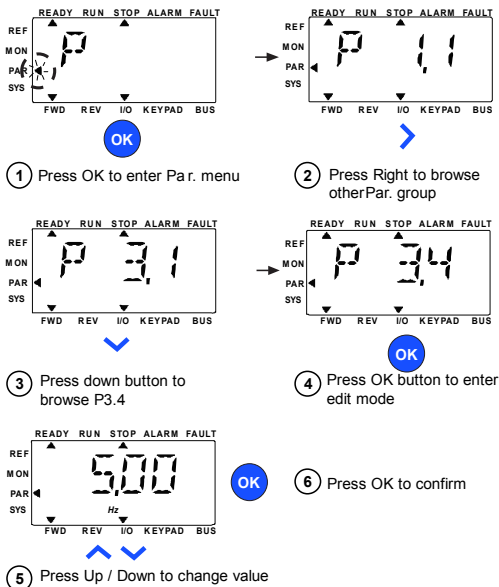 READY RUN STOP ALARM FAULT
REF
MON
PAR
SYS
P
FWD REV I/O KEYPAD BUS
OK
1 Press OK to enter Par. menu
READY RUN STOP ALARM FAULT
REF
MON
PAR
SYS
P 1.1
FWD REV I/O KEYPAD BUS
2 Press Right to browse
otherPar. group
READY RUN STOP ALARM FAULT
REF
MON
PAR
SYS
P 3.1
FWD REV I/O KEYPAD BUS
3 Press down button to
browse P3.4
READY RUN STOP ALARM FAULT
REF
MON
PAR
SYS
P 3.4
FWD REV I/O KEYPAD BUS
OK
4 Press OK button to enter
edit mode
READY RUN STOP ALARM FAULT
REF
MON
PAR
SYS
5.00
Hz
FWD REV I/O KEYPAD BUS
5 Press Up / Down to change value
OK
6 Press OK to confirm